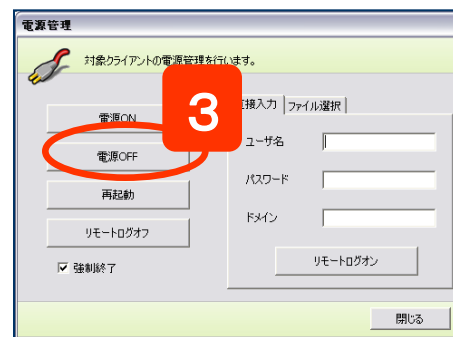 電源管理
対象クライアントの電源管理を行います。
3
電源ON
電源OFF
再起動
リモートログオフ
強制終了
接入力
ファイル選択
ユーザ名
パスワード
ドメイン
リモートログオン
閉じる